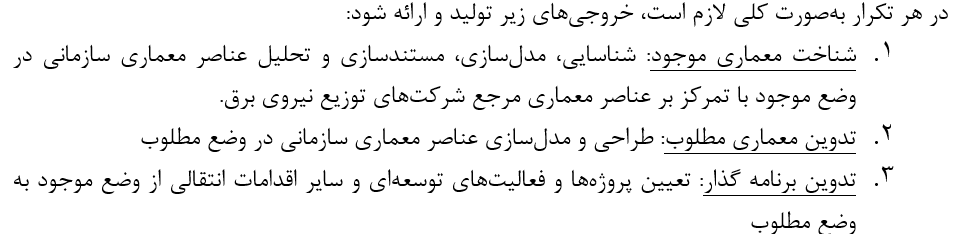 در هر تکرار به‌صورت کلی لازم است، خروجی‌های زیر تولید و ارائه شود:
۱. شناخت معماری موجود: شناسایی، مدل‌سازی، مستندسازی و تحلیل عناصر معماری سازمانی در
وضع موجود با تمرکز بر عناصر معماری مرجع شرکت‌های توزیع نیروی برق.
۲. تدوین معماری مطلوب: طراحی و مدل‌سازی عناصر معماری سازمانی در وضع مطلوب
۳. تدوین برنامه گذار: تعیین پروژه‌ها و فعالیت‌های توسعه‌ای و سایر اقدامات انتقالی از وضع موجود به
وضع مطلوب